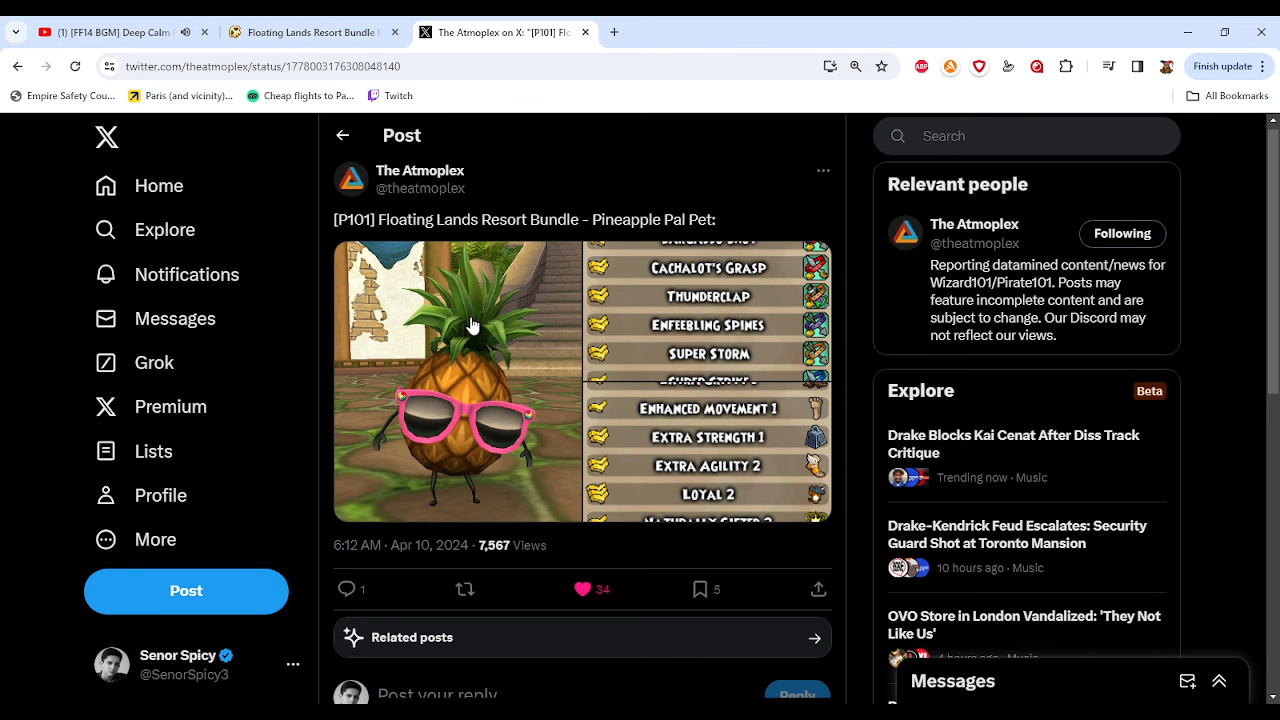 (1) [FF14 BGM] Deep Calm
Floating Lands Resort Bundle
The Atmoplex on X: "[P101] Flo
twitter.com/theatmoplex/status/1778003176308048140
Finish update
Empire Safety Cou...
Paris (and vicinity)...
Cheap flights to Pa...
Twitch
All Bookmarks
Home
Explore
Notifications
Messages
Grok
Premium
Lists
Profile
More
Post
Senor Spicy
@SenorSpicy3
Post
The Atmoplex
@theatmoplex
[P101] Floating Lands Resort Bundle - Pineapple Pal Pet:
CACHALOT'S GRASP
THUNDERCLAP
ENFEEBLING SPINES
SUPER STORM
SUPER STRIKE
ENHANCED MOVEMENT 1
EXTRA STRENGTH 1
EXTRA AGILITY 2
LOYAL 2
6:12 AM · Apr 10, 2024 · 7,567 Views
1
34
5
Related posts
Post your reply
Reply
Search
Relevant people
The Atmoplex
@theatmoplex
Following
Reporting datamined content/news for
Wizard101/Pirate101. Posts may
feature incomplete content and are
subject to change. Our Discord may
not reflect our views.
Explore
Beta
Drake Blocks Kai Cenat After Diss Track
Critique
Trending now · Music
Drake-Kendrick Feud Escalates: Security
Guard Shot at Toronto Mansion
10 hours ago · Music
OVO Store in London Vandalized: 'They Not
Like Us'
4 hours ago · Music
Messages